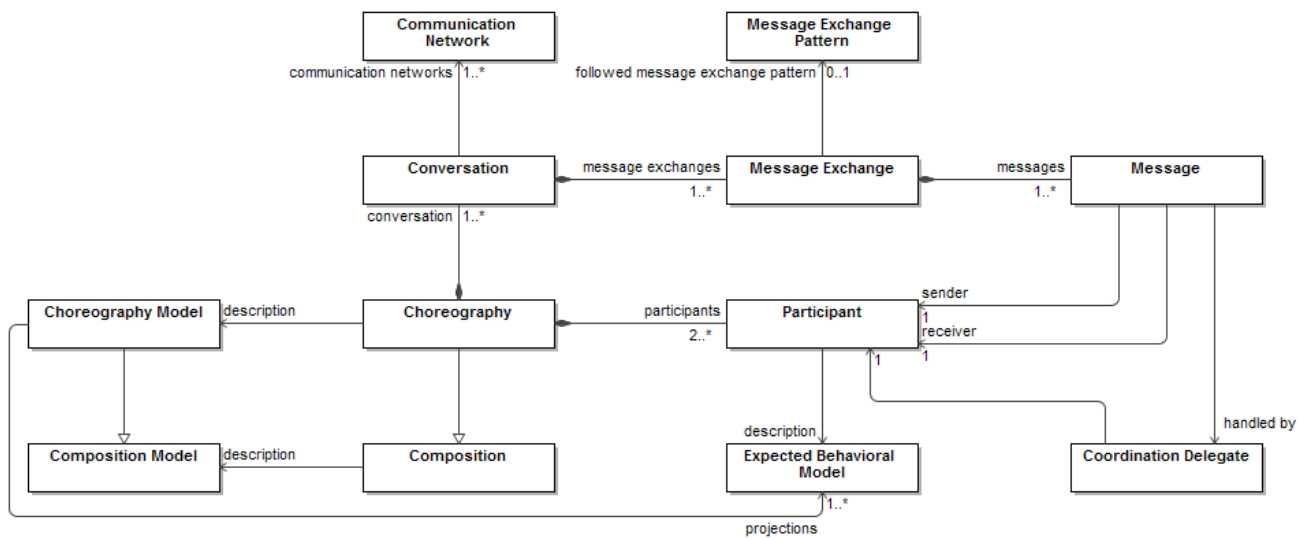 Communication
Network
Message Exchange
Pattern
communication networks 1..*
followed message exchange pattern 0..1
Conversation
message exchanges
1..*
Message Exchange
messages
1..*
Message
conversation 1..*
Choreography Model
description
Choreography
participants
2..*
Participant
sender
1
receiver
1
1
Composition Model
description
Composition
description
Expected Behavioral
Model
1..*
handled by
Coordination Delegate
projections